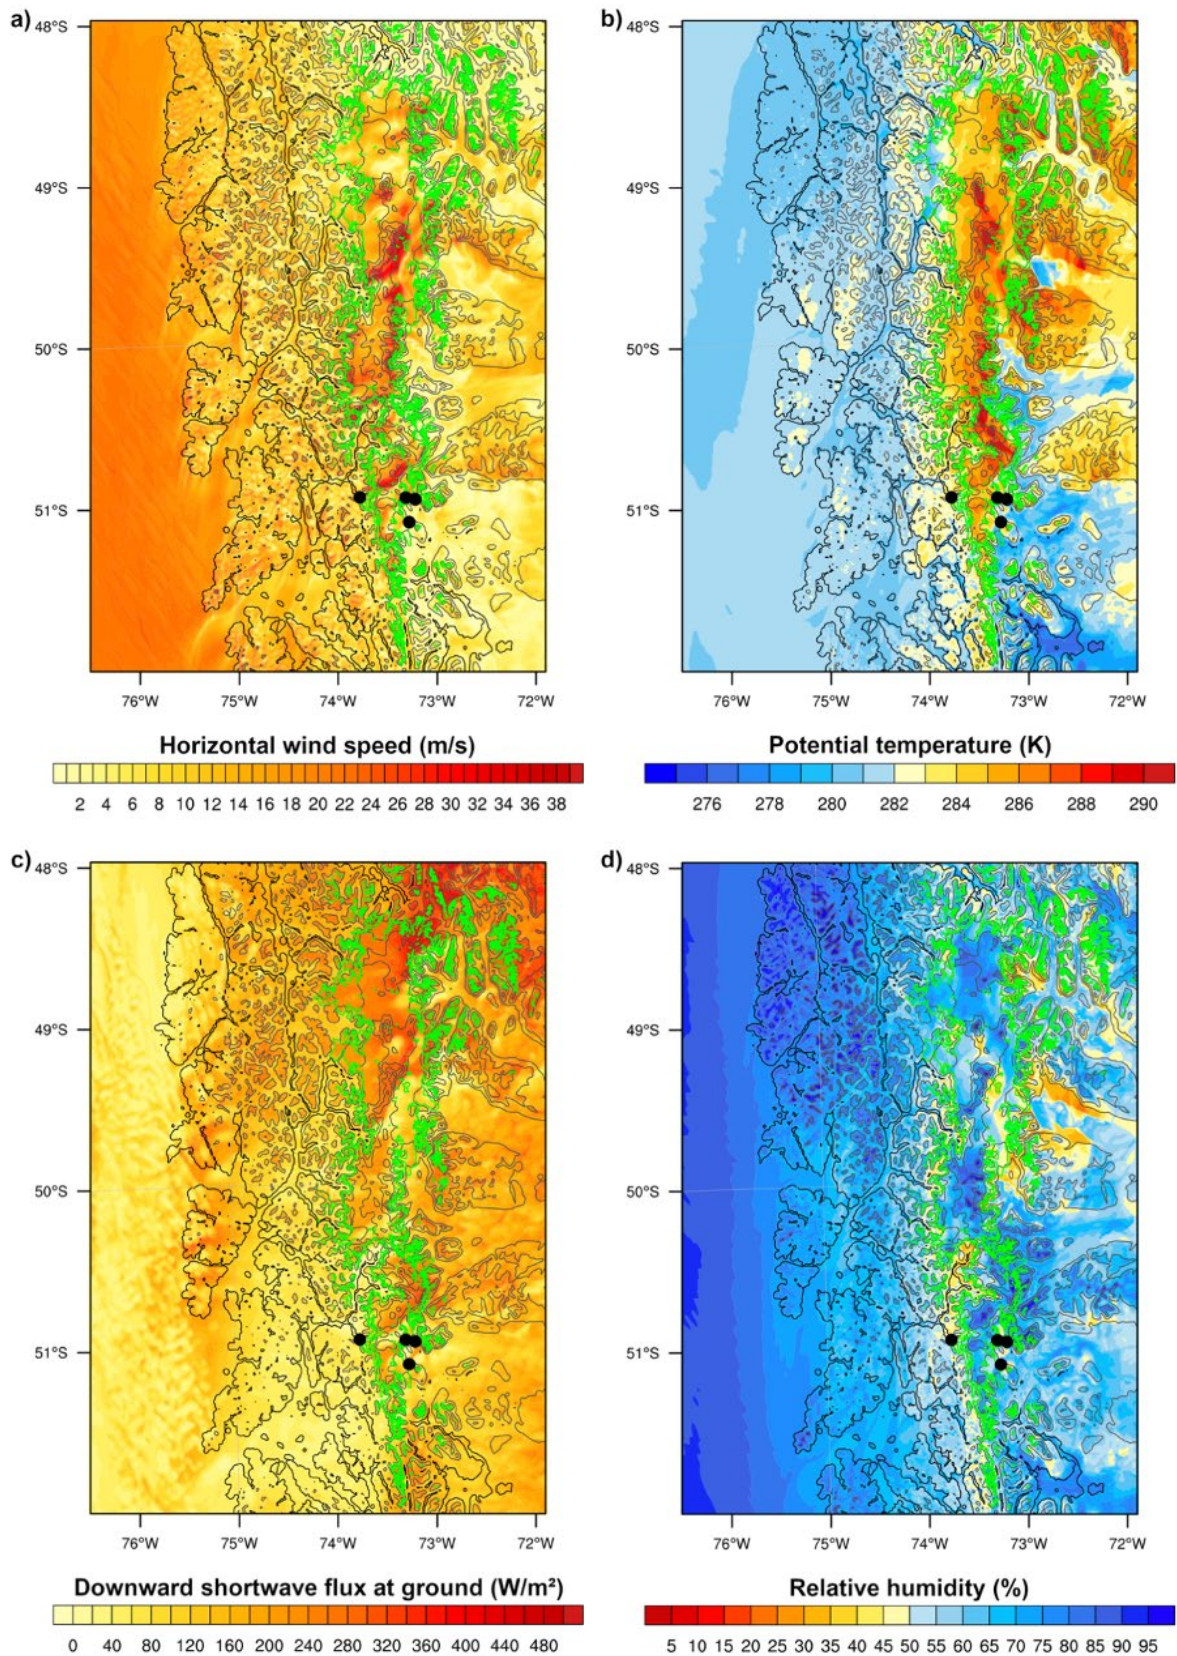 a)
b)
48°S
49°S
50°S
51°S
76°W 75°W 74°W 73°W 72°W
48°S
49°S
50°S
51°S
76°W 75°W 74°W 73°W 72°W
Horizontal wind speed (m/s)
2 4 6 8 10 12 14 16 18 20 22 24 26 28 30 32 34 36 38
Potential temperature (K)
276 278 280 282 284 286 288 290
c)
d)
48°S
49°S
50°S
51°S
76°W 75°W 74°W 73°W 72°W
48°S
49°S
50°S
51°S
76°W 75°W 74°W 73°W 72°W
Downward shortwave flux at ground (W/m²)
0 40 80 120 160 200 240 280 320 360 400 440 480
Relative humidity (%)
5 10 15 20 25 30 35 40 45 50 55 60 65 70 75 80 85 90 95